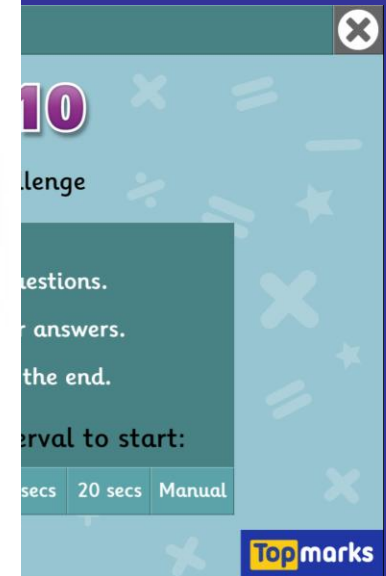 10
llenge
uestions.
r answers.
the end.
erval to start:
secs 20 secs Manual
Topmarks